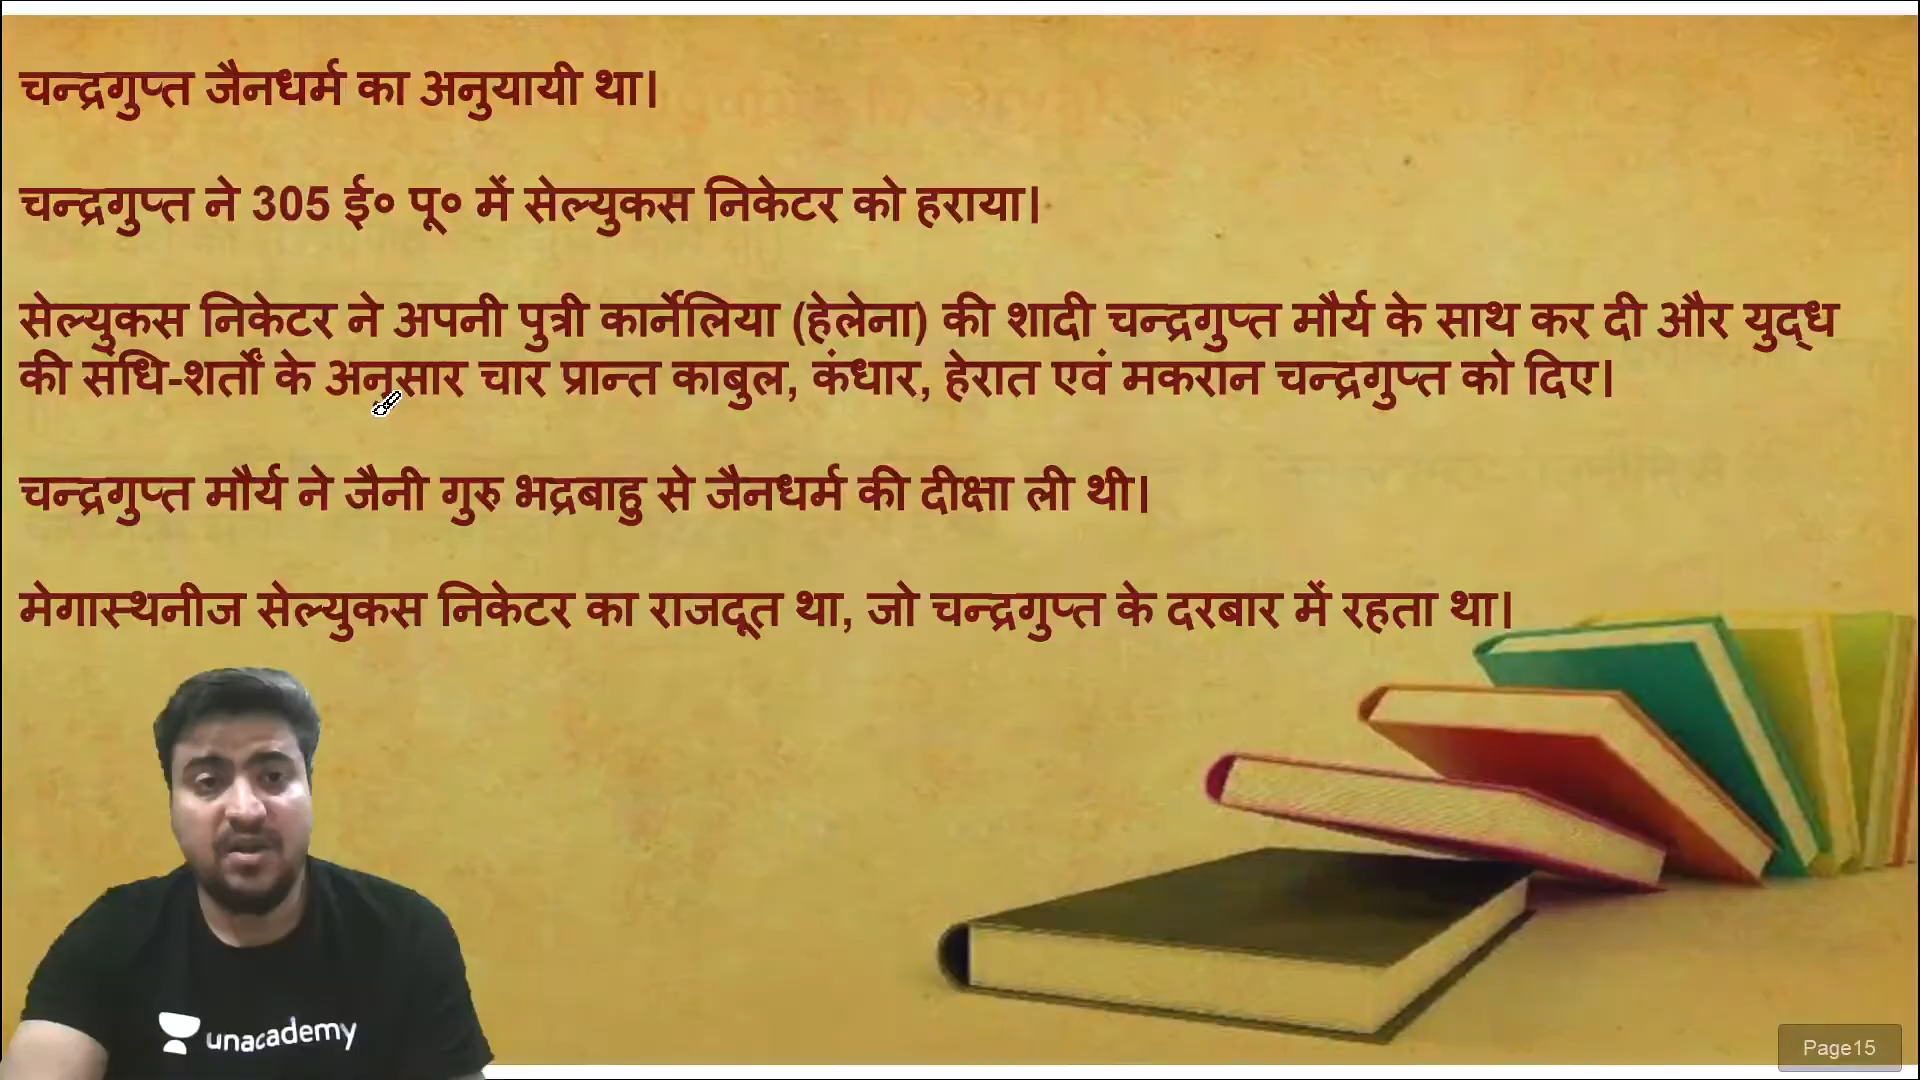 चन्द्रगुप्त जैनधर्म का अनुयायी था।
चन्द्रगुप्त ने 305 ई० पू० में सेल्युकस निकेटर को हराया।
सेल्युकस निकेटर ने अपनी पुत्री कार्नेलिया (हेलेना) की शादी चन्द्रगुप्त मौर्य के साथ कर दी और युद्ध
की संधि-शर्तों के अनुसार चार प्रान्त काबुल, कंधार, हेरात एवं मकरान चन्द्रगुप्त को दिए।
चन्द्रगुप्त मौर्य ने जैनी गुरु भद्रबाहु से जैनधर्म की दीक्षा ली थी।
मेगास्थनीज सेल्युकस निकेटर का राजदूत था, जो चन्द्रगुप्त के दरबार में रहता था।
unacademy
Page15